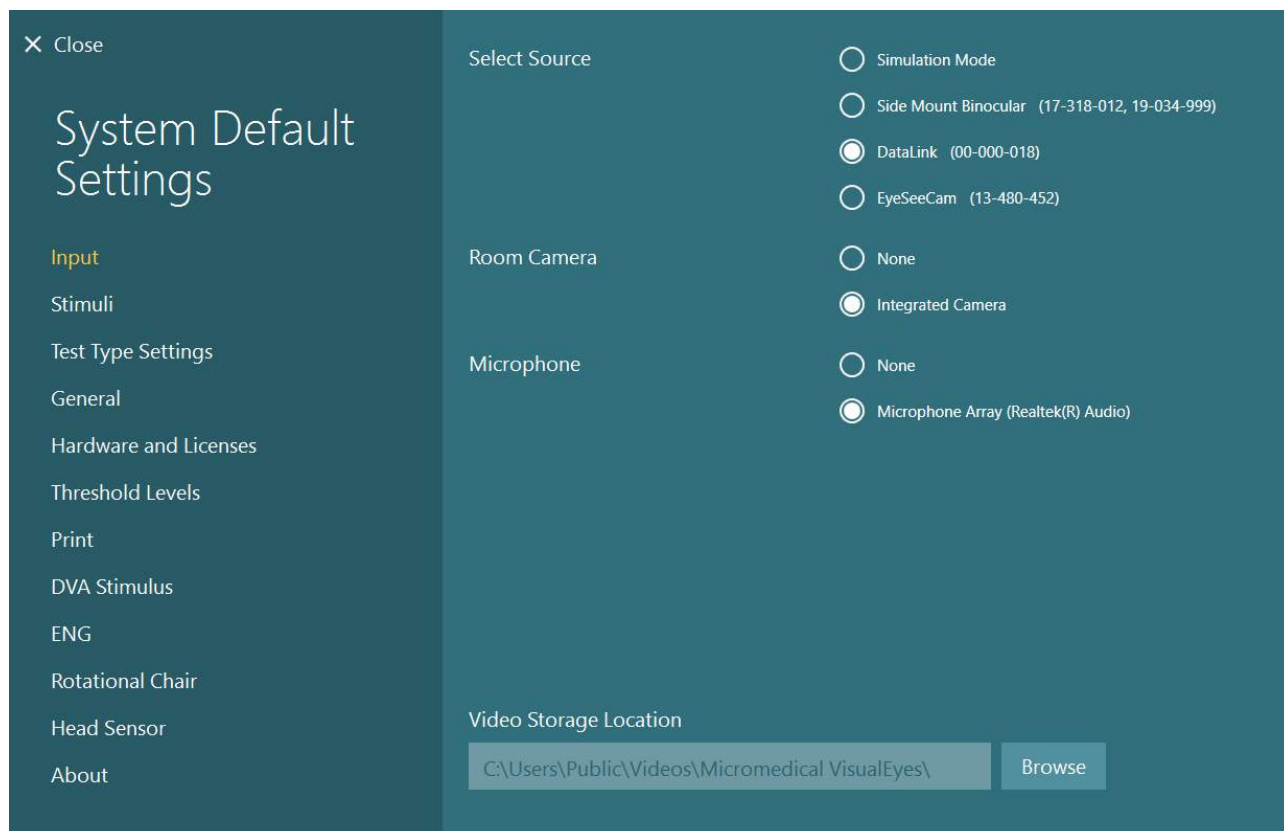 Close
System Default
Settings
Input
Stimuli
Test Type Settings
General
Hardware and Licenses
Threshold Levels
Print
DVA Stimulus
ENG
Rotational Chair
Head Sensor
About
Select Source
Simulation Mode
Side Mount Binocular (17-318-012, 19-034-999)
DataLink (00-000-018)
EyeSeeCam (13-480-452)
Room Camera
None
Integrated Camera
Microphone
None
Microphone Array (Realtek(R) Audio)
Video Storage Location
C:\Users\Public\Videos\Micromedical VisualEyes\
Browse